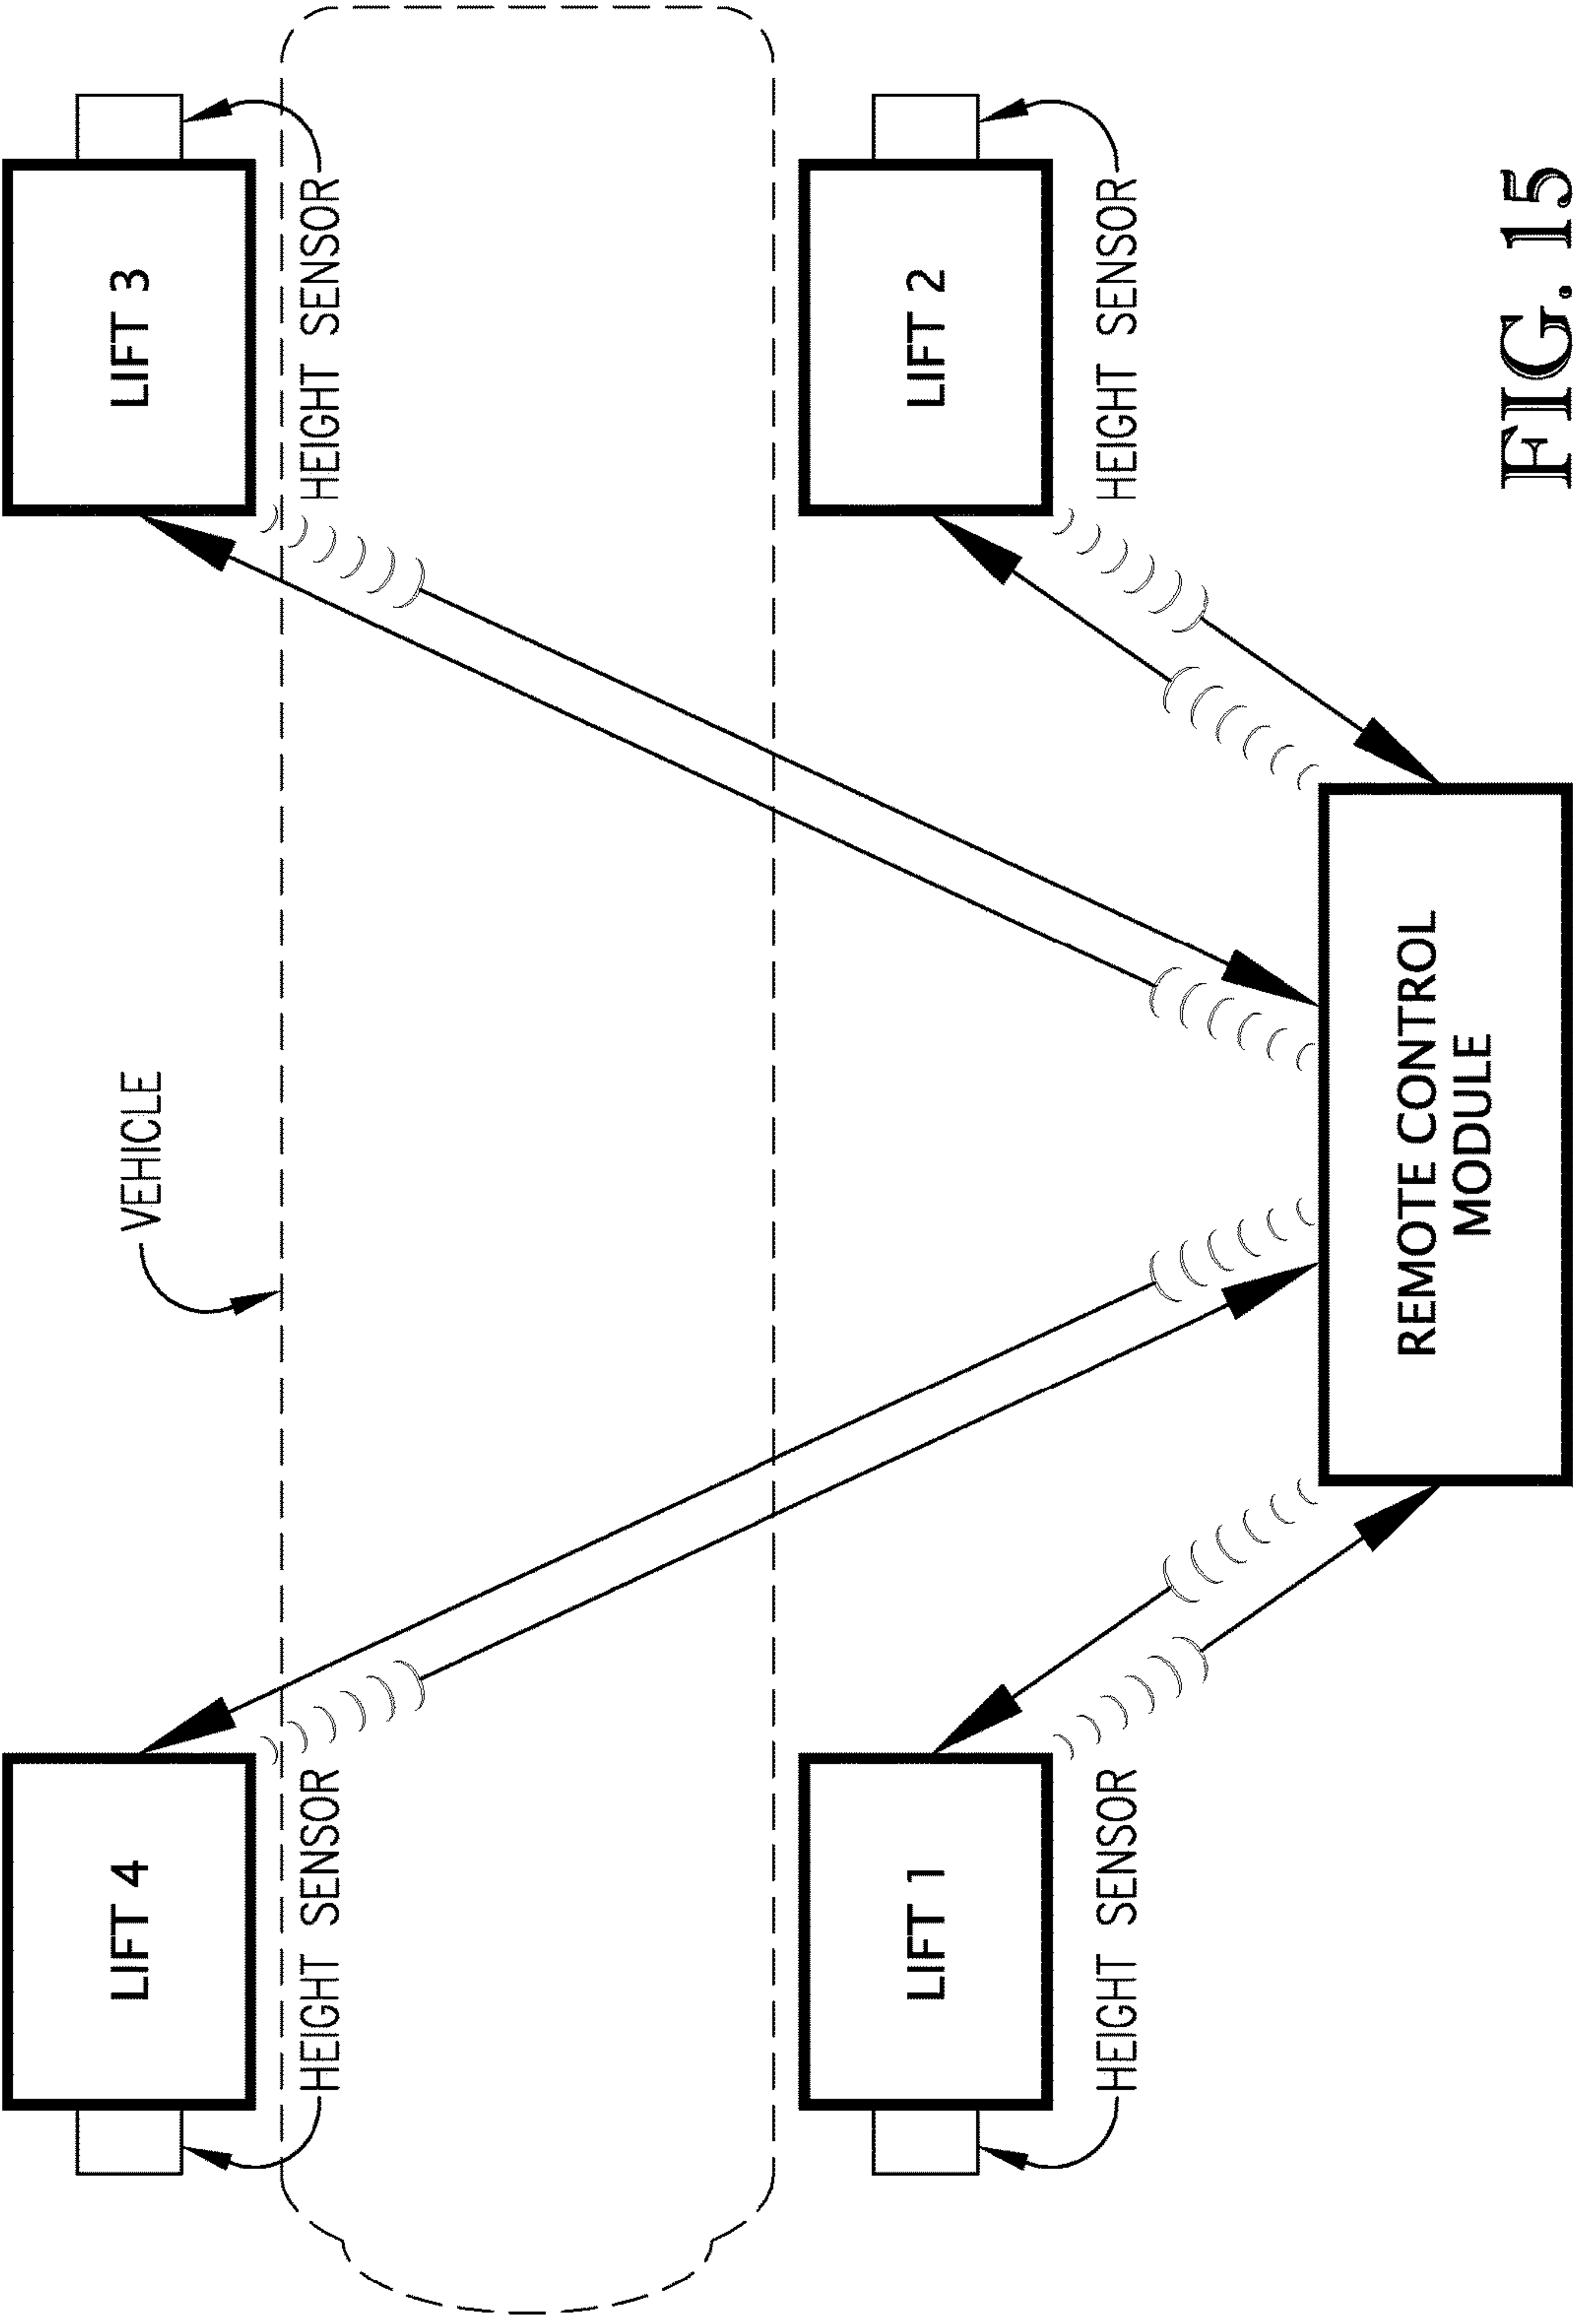 VEHICLE
LIFT 4
LIFT 3
HEIGHT SENSOR
HEIGHT SENSOR
LIFT 1
LIFT 2
HEIGHT SENSOR
HEIGHT SENSOR
REMOTE CONTROL
MODULE
FIG. 15